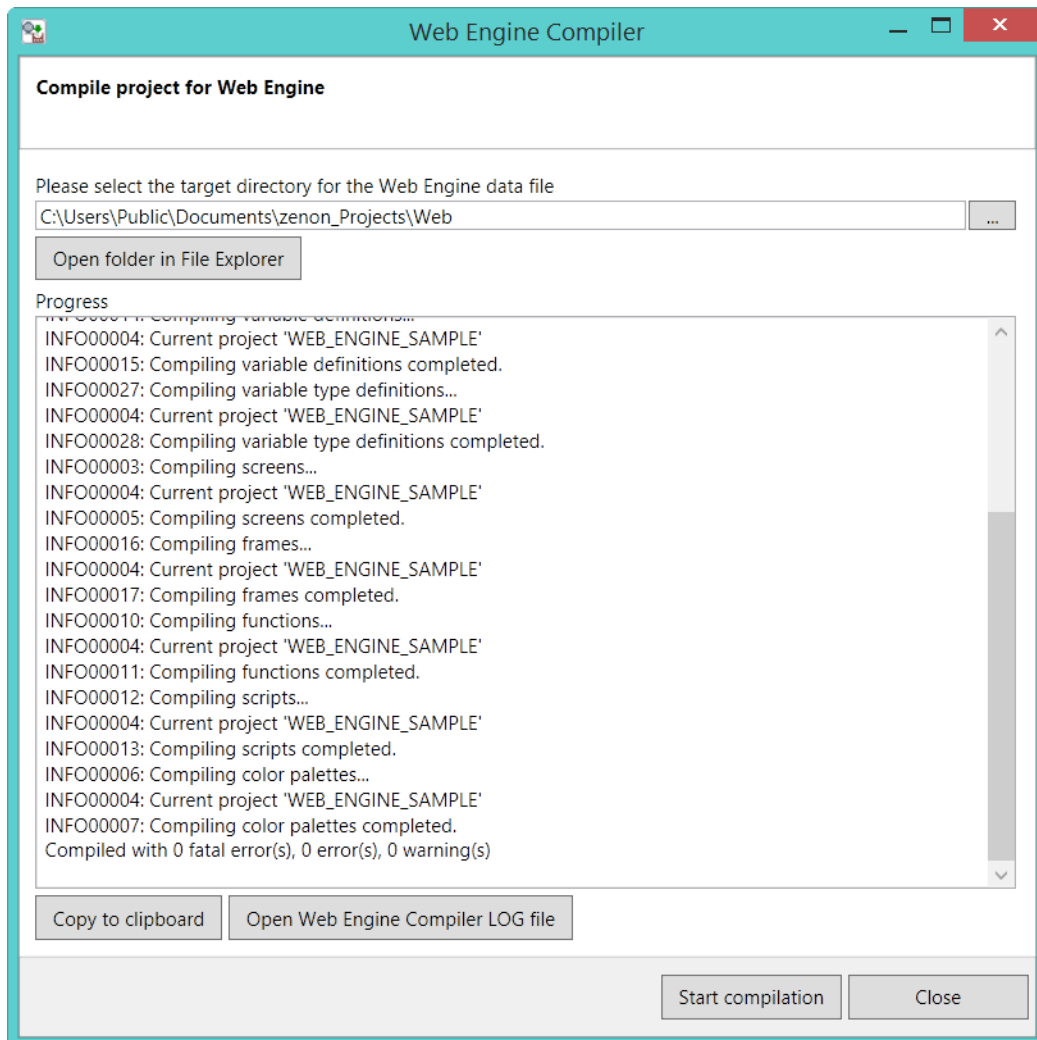 Web Engine Compiler
Compile project for Web Engine
Please select the target directory for the Web Engine data file
C:\Users\Public\Documents\zenon_Projects\Web
...
Open folder in File Explorer
Progress
Compiling variable definitions...
INFO00004: Current project 'WEB_ENGINE_SAMPLE'
INFO00015: Compiling variable definitions completed.
INFO00027: Compiling variable type definitions...
INFO00004: Current project 'WEB_ENGINE_SAMPLE'
INFO00028: Compiling variable type definitions completed.
INFO00003: Compiling screens...
INFO00004: Current project 'WEB_ENGINE_SAMPLE'
INFO00005: Compiling screens completed.
INFO00016: Compiling frames...
INFO00004: Current project 'WEB_ENGINE_SAMPLE'
INFO00017: Compiling frames completed.
INFO00010: Compiling functions...
INFO00004: Current project 'WEB_ENGINE_SAMPLE'
INFO00011: Compiling functions completed.
INFO00012: Compiling scripts...
INFO00004: Current project 'WEB_ENGINE_SAMPLE'
INFO00013: Compiling scripts completed.
INFO00006: Compiling color palettes...
INFO00004: Current project 'WEB_ENGINE_SAMPLE'
INFO00007: Compiling color palettes completed.
Compiled with 0 fatal error(s), 0 error(s), 0 warning(s)
Copy to clipboard
Open Web Engine Compiler LOG file
Start compilation
Close